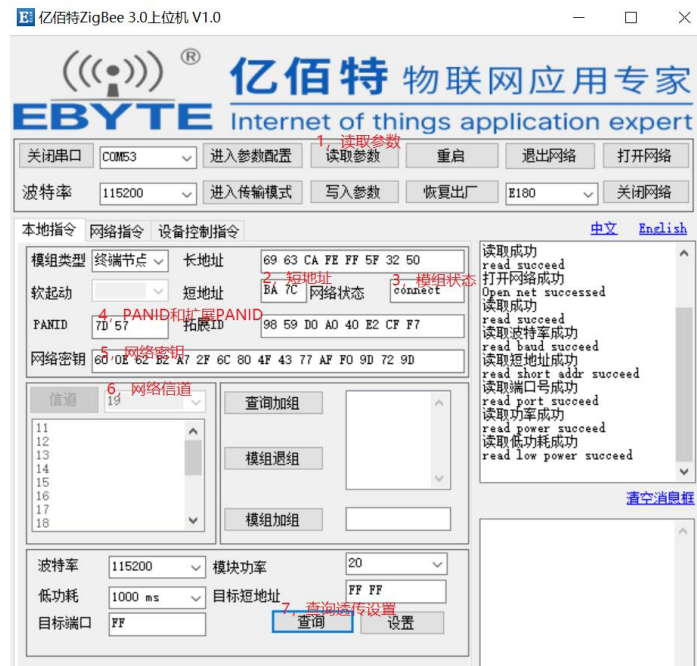 亿佰特ZigBee 3.0上位机 V1.0
® 亿佰特 物联网应用专家
EBYTE Internet of things application expert
1，读取参数
关闭串口 COM53 进入参数配置 读取参数 重启 退出网络 打开网络
波特率 115200 进入传输模式 写入参数 恢复出厂 E180 关闭网络
本地指令 网络指令 设备控制指令
中文 English
模组类型 终端节点 长地址 69 63 CA FE FF 5F 32 50
2，短地址 3，模组状态
软起动 短地址 BA 7C 网络状态 connect
4，PANID和扩展PANID
PANID 7D 57 拓展ID 98 59 D0 A0 40 E2 CF F7
5，网络密钥
网络密钥 60 0E 62 B2 A7 2F 6C 80 4F 43 77 AF F0 9D 72 9D
6，网络信道
信道 19
11
12
13
14
15
16
17
18
查询加组
模组退组
模组加组
读取成功
read succeed
打开网络成功
Open net successed
读取成功
read succeed
读取波特率成功
read baud succeed
读取短地址成功
read short addr succeed
读取端口号成功
read port succeed
读取功率成功
read power succeed
读取低功耗成功
read low power succeed
清空消息框
波特率 115200 模块功率 20
低功耗 1000 ms 目标短地址 FF FF
7，查询透传设置
目标端口 FF 查询 设置